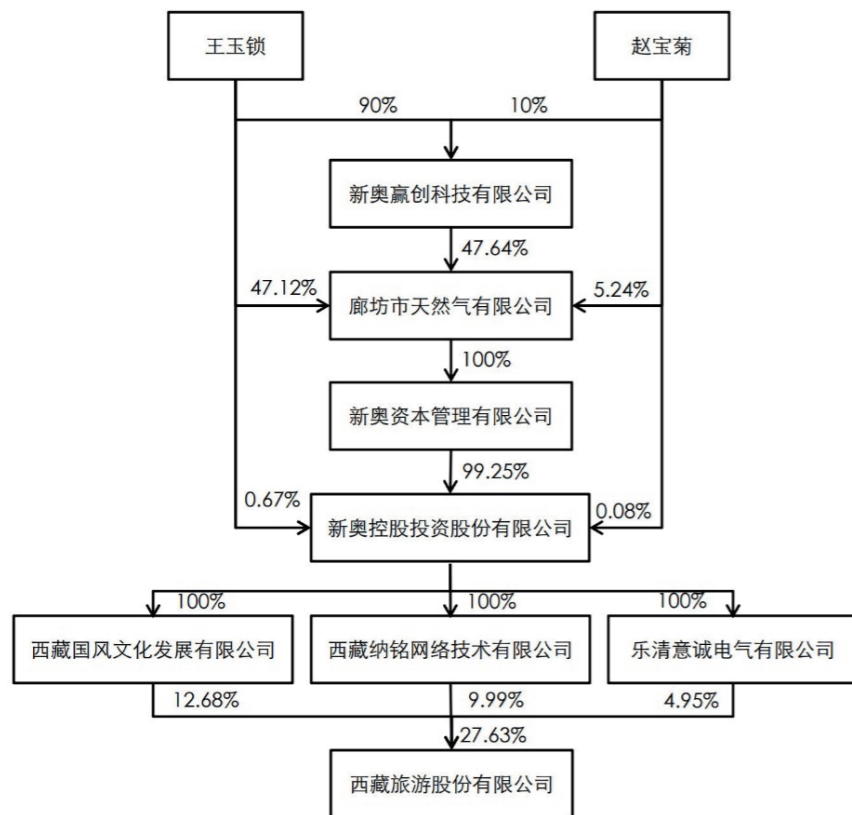 王玉锁
赵宝菊
90%
10%
新奥赢创科技有限公司
47.64%
47.12%
廊坊市天然气有限公司
5.24%
100%
新奥资本管理有限公司
99.25%
0.67%
新奥控股投资股份有限公司
0.08%
100%
100%
100%
西藏国风文化发展有限公司
西藏纳铭网络技术有限公司
乐清意诚电气有限公司
12.68%
9.99%
4.95%
27.63%
西藏旅游股份有限公司